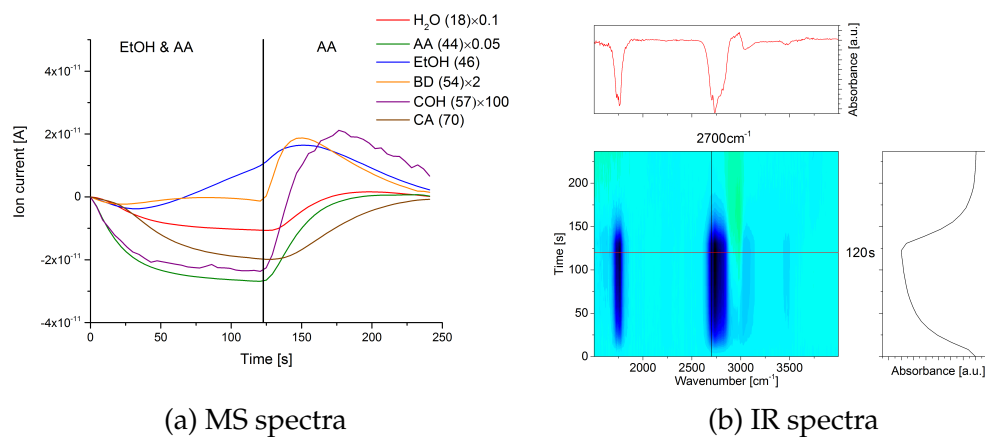 EtOH & AA
AA
H₂O (18)×0.1
AA (44)×0.05
EtOH (46)
BD (54)×2
COH (57)×100
CA (70)
4x10⁻¹¹
2x10⁻¹¹
0
-2x10⁻¹¹
-4x10⁻¹¹
Ion current [A]
0 50 100 150 200 250
Time [s]
(a) MS spectra
Absorbance [a.u.]
2700cm⁻¹
200
150
100
50
0
Time [s]
120s
2000 2500 3000 3500
Wavenumber [cm⁻¹]
Absorbance [a.u.]
(b) IR spectra